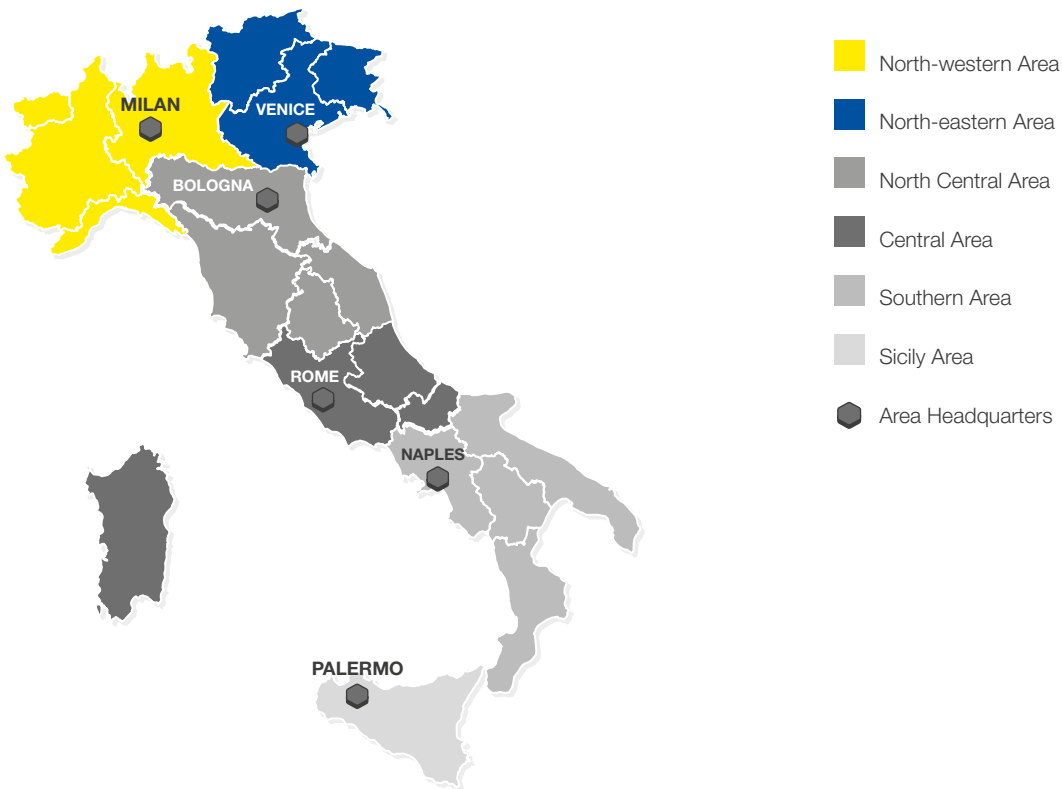 MILAN
VENICE
BOLOGNA
ROME
NAPLES
PALERMO
North-western Area
North-eastern Area
North Central Area
Central Area
Southern Area
Sicily Area
Area Headquarters